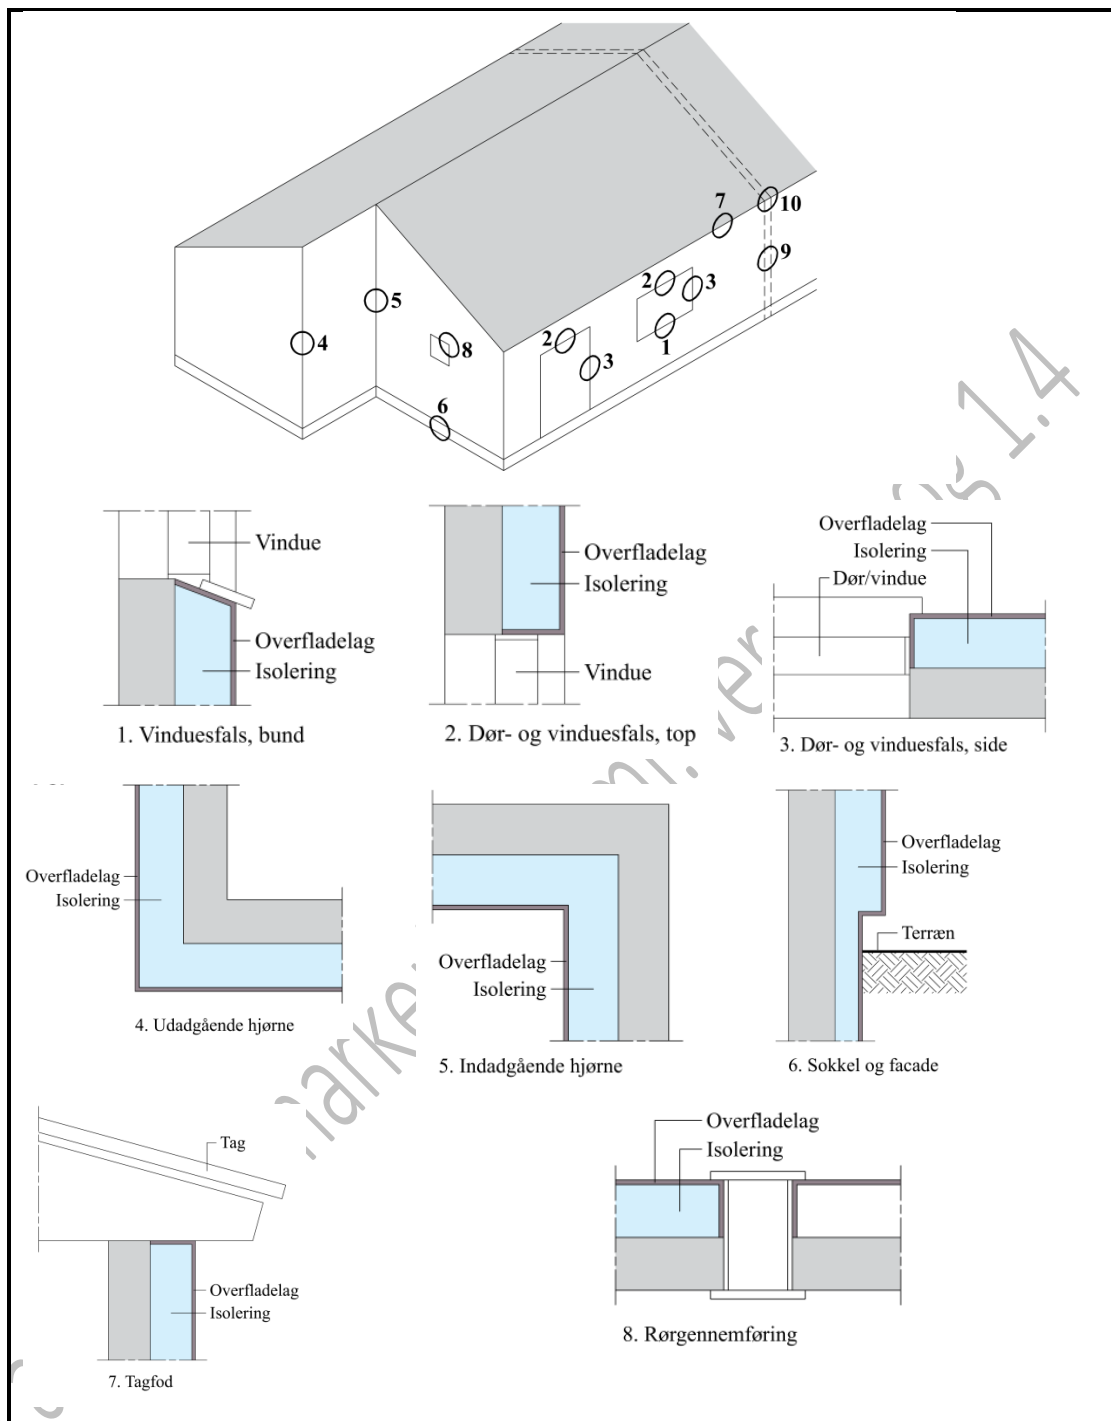 7
10
9
2
3
5
2
3
1
4
8
6
Vindue
Overfladelag
Isolering
1. Vinduesfals, bund
Overfladelag
Isolering
Vindue
2. Dør- og vinduesfals, top
Overfladelag
Isolering
Dør/vindue
3. Dør- og vinduesfals, side
Overfladelag
Isolering
4. Udadgående hjørne
Overfladelag
Isolering
5. Indadgående hjørne
Overfladelag
Isolering
Terræn
6. Sokkel og facade
Tag
Overfladelag
Isolering
7. Tagfod
Overfladelag
Isolering
8. Rørgennemføring
1.4